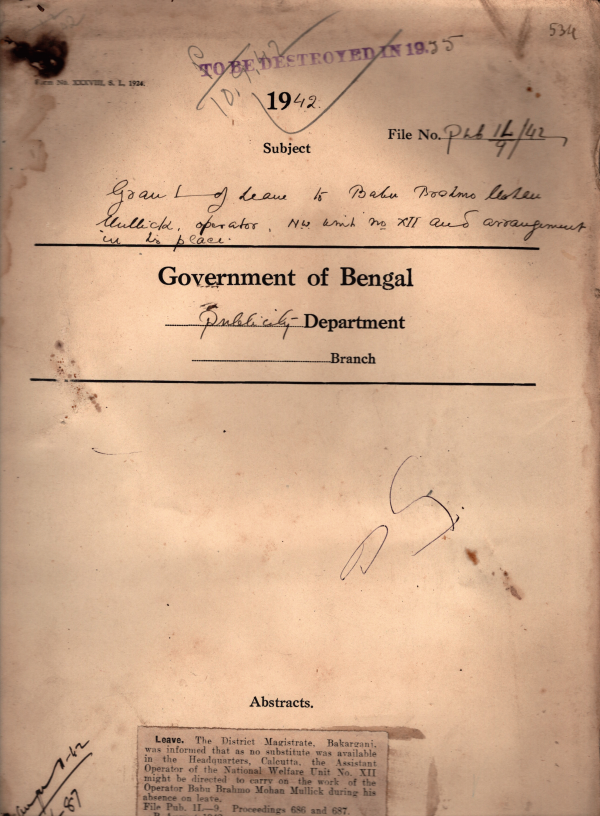 534
TO BE DESTROYED IN 1955
Form No. XXXVIII, S. L., 1924.
1942
Subject
File No. Pub 1L/9/42
Grant of leave to Babu Brahmo Mohan
Mullick, operator, NW unit no XII and arrangement
in his place.
Government of Bengal
Publicity Department
Branch
Abstracts.
Leave. The District Magistrate, Bakarganj,
was informed that as no substitute was available
in the Headquarters, Calcutta, the Assistant
Operator of the National Welfare Unit No. XII
might be directed to carry on the work of the
Operator Babu Brahmo Mohan Mullick during his
absence on leave.
File Pub. 1L—9. Proceedings 686 and 687.